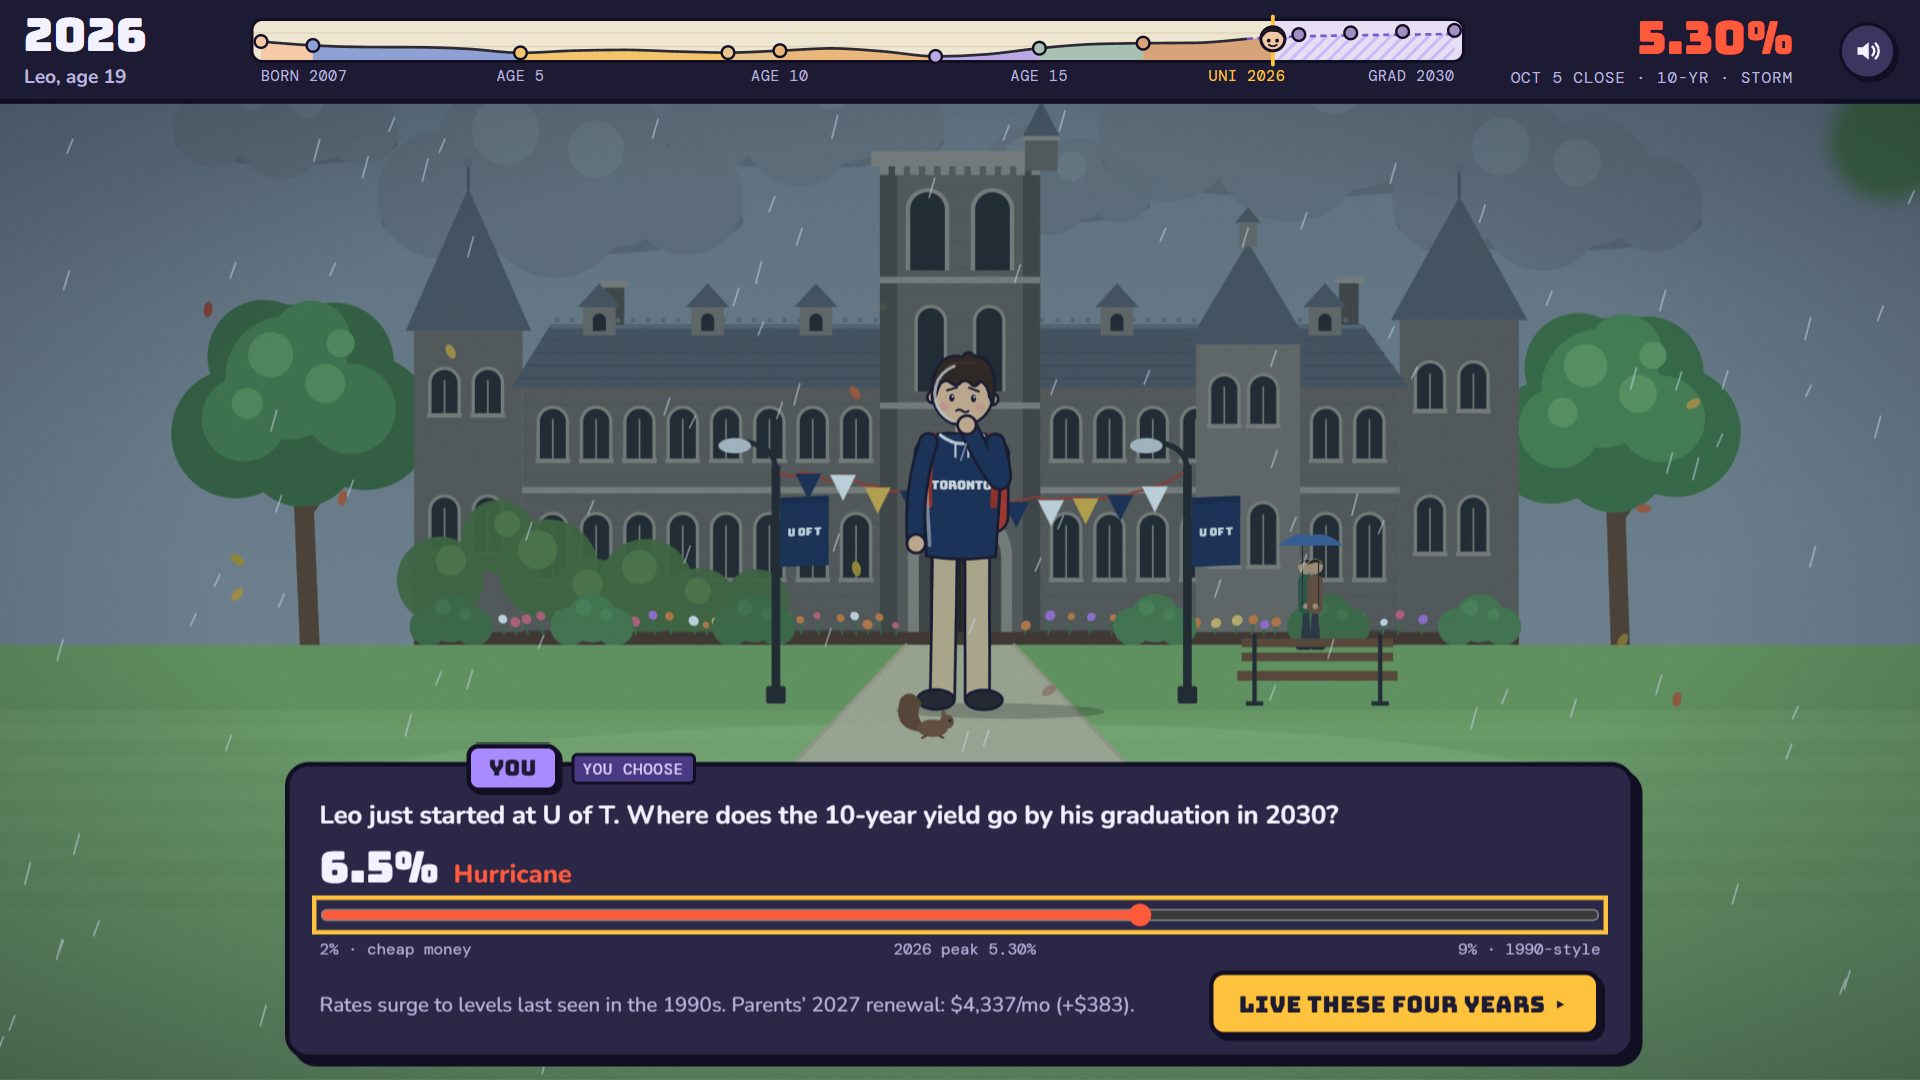 2026
Leo, age 19
BORN 2007
AGE 5
AGE 10
AGE 15
UNI 2026
GRAD 2030
5.30%
OCT 5 CLOSE · 10-YR · STORM
TORONTO
U OF T
U OF T
YOU
YOU CHOOSE
Leo just started at U of T. Where does the 10-year yield go by his graduation in 2030?
6.5% Hurricane
2% · cheap money
2026 peak 5.30%
9% · 1990-style
Rates surge to levels last seen in the 1990s. Parents’ 2027 renewal: $4,337/mo (+$383).
LIVE THESE FOUR YEARS ‣